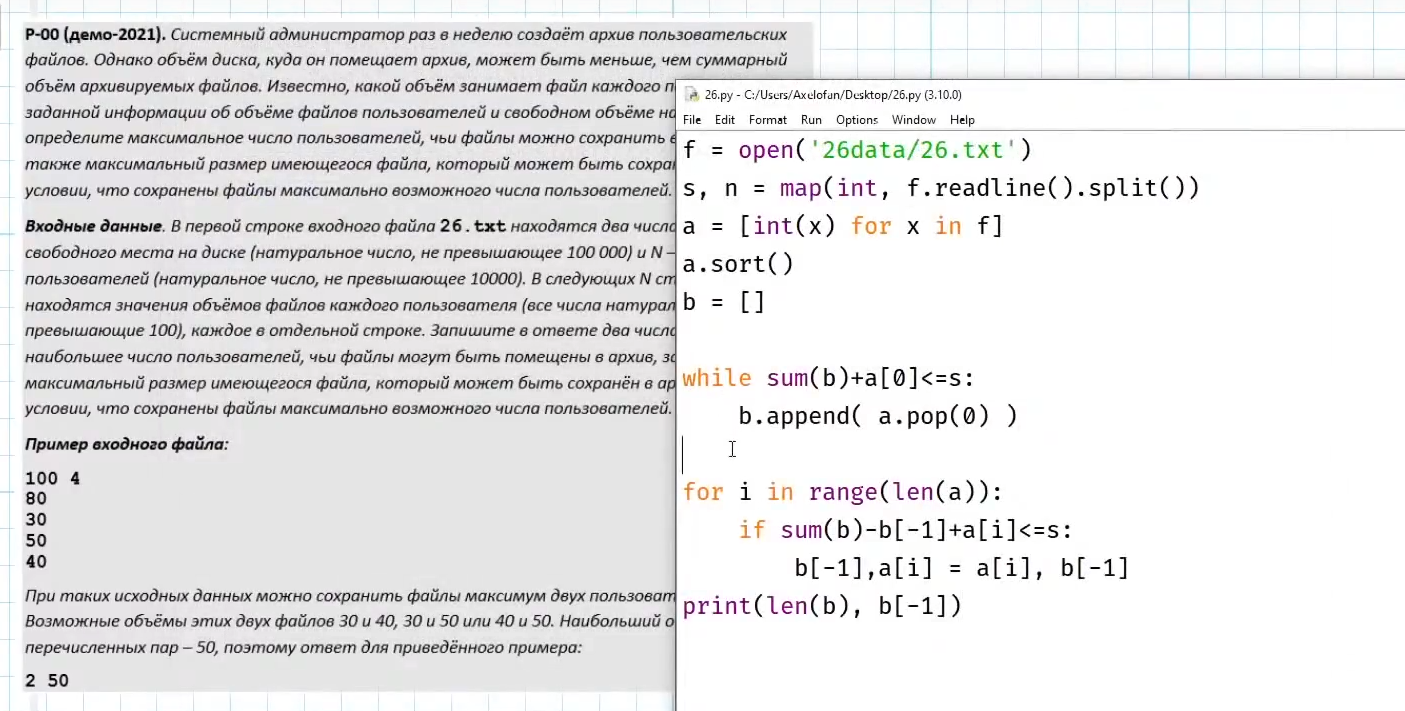 P-00 (демо-2021). Системный администратор раз в неделю создаёт архив пользовательских
файлов. Однако объём диска, куда он помещает архив, может быть меньше, чем суммарный
объём архивируемых файлов. Известно, какой объём занимает файл каждого п
заданной информации об объёме файлов пользователей и свободном объёме на
определите максимальное число пользователей, чьи файлы можно сохранить в
также максимальный размер имеющегося файла, который может быть сохра
условии, что сохранены файлы максимально возможного числа пользователей.
Входные данные. В первой строке входного файла 26.txt находятся два числа
свободного места на диске (натуральное число, не превышающее 100 000) и N –
пользователей (натуральное число, не превышающее 10000). В следующих N ст
находятся значения объёмов файлов каждого пользователя (все числа натурал
превышающие 100), каждое в отдельной строке. Запишите в ответе два числа
наибольшее число пользователей, чьи файлы могут быть помещены в архив, за
максимальный размер имеющегося файла, который может быть сохранён в ар
условии, что сохранены файлы максимально возможного числа пользователей.
Пример входного файла:
100 4
80
30
50
40
При таких исходных данных можно сохранить файлы максимум двух пользоват
Возможные объёмы этих двух файлов 30 и 40, 30 и 50 или 40 и 50. Наибольший о
перечисленных пар – 50, поэтому ответ для приведённого примера:
2 50
26.py - C:/Users/Axelofan/Desktop/26.py (3.10.0)
File Edit Format Run Options Window Help
f = open('26data/26.txt')
s, n = map(int, f.readline().split())
a = [int(x) for x in f]
a.sort()
b = []
while sum(b)+a[0]<=s:
    b.append( a.pop(0) )
for i in range(len(a)):
    if sum(b)-b[-1]+a[i]<=s:
        b[-1],a[i] = a[i], b[-1]
print(len(b), b[-1])